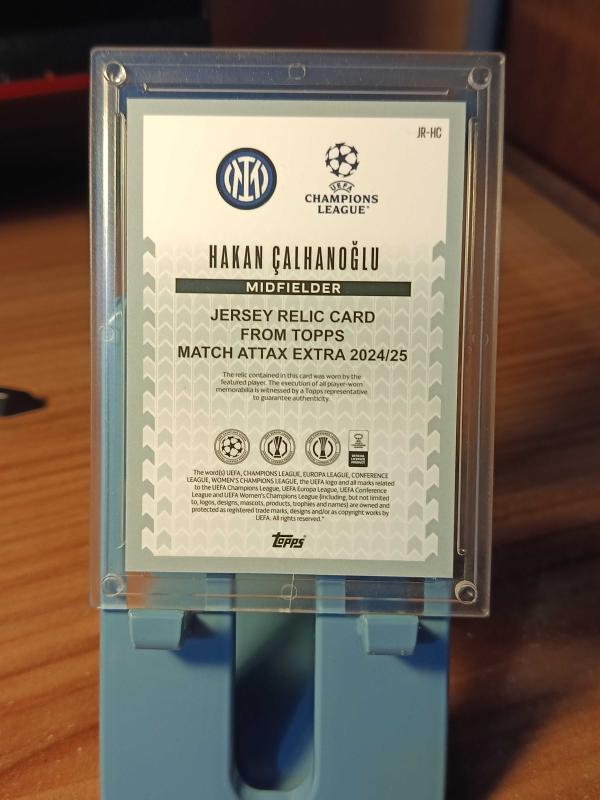 JR-HC
UEFA
CHAMPIONS
LEAGUE
HAKAN ÇALHANOĞLU
MIDFIELDER
JERSEY RELIC CARD
FROM TOPPS
MATCH ATTAX EXTRA 2024/25
The relic contained in this card was worn by the
featured player. The execution of all player-worn
memorabilia is witnessed by a Topps representative
to guarantee authenticity.
OFFICIAL
LICENSED
PRODUCT
The word(s) UEFA, CHAMPIONS LEAGUE, EUROPA LEAGUE, CONFERENCE
LEAGUE, WOMEN'S CHAMPIONS LEAGUE, the UEFA logo and all marks related
to the UEFA Champions League, UEFA Europa League, UEFA Conference
League and UEFA Women's Champions League (including, but not limited
to, logos, designs, mascots, products, trophies and names) are owned and
protected as registered trade marks, designs and/or as copyright works by
UEFA. All rights reserved."
topps